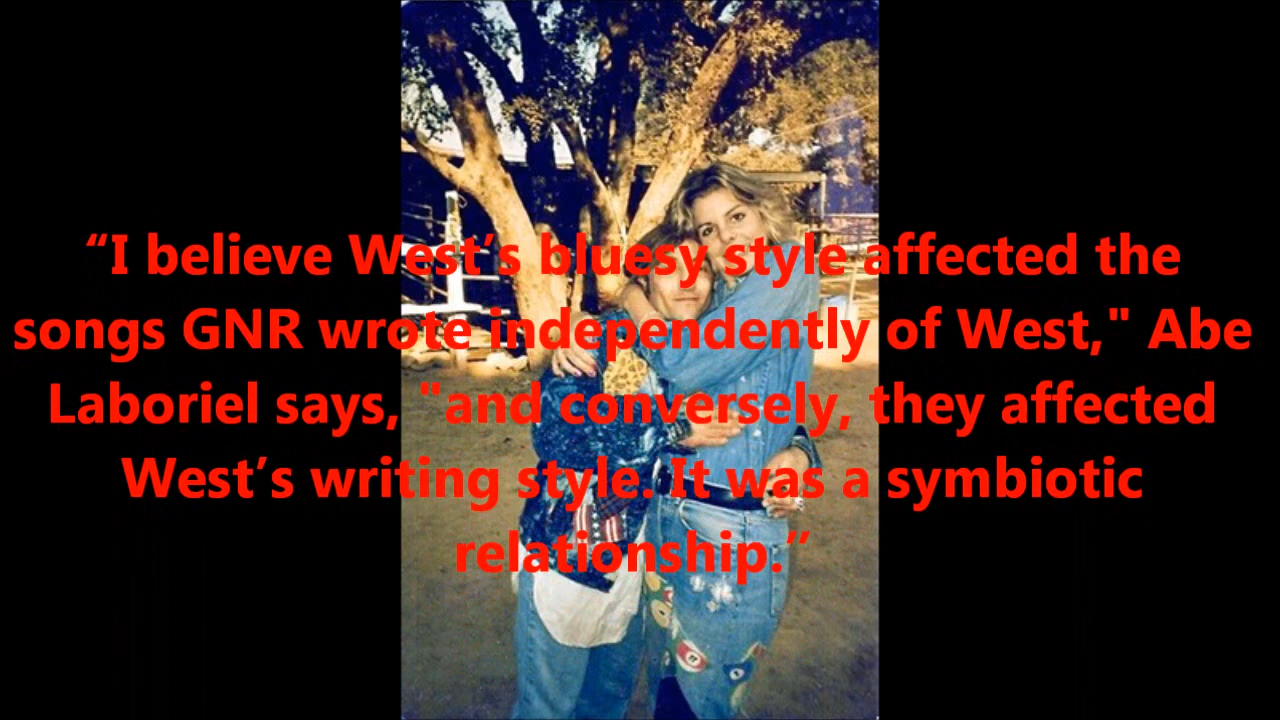 “I believe West’s bluesy style affected the
songs GNR wrote independently of West," Abe
Laboriel says, "and conversely, they affected
West’s writing style. It was a symbiotic
relationship.”